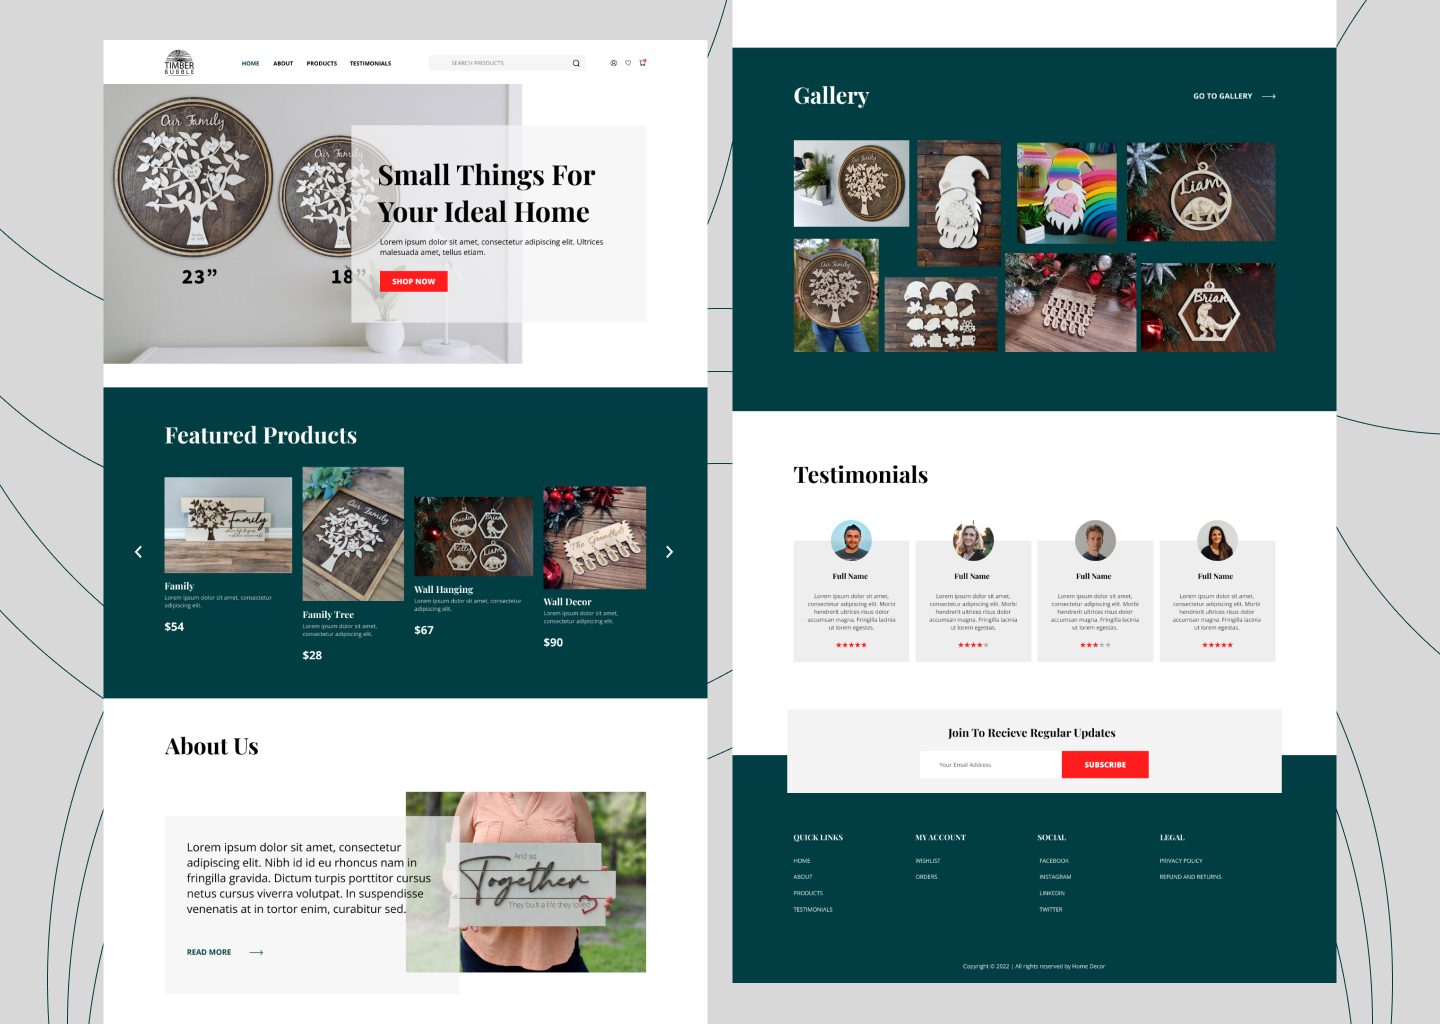 TIMBER
BUBBLE
HOME
ABOUT
PRODUCTS
TESTIMONIALS
SEARCH PRODUCTS
Our Family
Our Family
23”
18”
Small Things For
Your Ideal Home
Lorem ipsum dolor sit amet, consectetur adipiscing elit. Ultrices
malesuada amet, tellus etiam.
SHOP NOW
Featured Products
Family
Our Family
Brandon
Brian
Kelly
Liam
The Grandkids
Family
Lorem ipsum dolor sit amet, consectetur
adipiscing elit.
$54
Family Tree
Lorem ipsum dolor sit amet,
consectetur adipiscing elit.
$28
Wall Hanging
Lorem ipsum dolor sit amet, consectetur
adipiscing elit.
$67
Wall Decor
Lorem ipsum dolor sit amet,
consectetur adipiscing elit.
$90
About Us
Lorem ipsum dolor sit amet, consectetur
adipiscing elit. Nibh id id eu rhoncus nam in
fringilla gravida. Dictum turpis porttitor cursus
netus cursus viverra volutpat. In suspendisse
venenatis at in tortor enim, curabitur sed.
READ MORE
And so
Together
They built a life they loved
Gallery
GO TO GALLERY
Our Family
Liam
Our Family
Brian
Testimonials
Full Name
Lorem ipsum dolor sit amet,
consectetur adipiscing elit. Morbi
hendrerit ultrices risus dolor
accumsan magna. Fringilla lacinia
ut lorem egestas.
Full Name
Lorem ipsum dolor sit amet,
consectetur adipiscing elit. Morbi
hendrerit ultrices risus dolor
accumsan magna. Fringilla lacinia
ut lorem egestas.
Full Name
Lorem ipsum dolor sit amet,
consectetur adipiscing elit. Morbi
hendrerit ultrices risus dolor
accumsan magna. Fringilla lacinia
ut lorem egestas.
Full Name
Lorem ipsum dolor sit amet,
consectetur adipiscing elit. Morbi
hendrerit ultrices risus dolor
accumsan magna. Fringilla lacinia
ut lorem egestas.
Join To Recieve Regular Updates
Your Email Address
SUBSCRIBE
QUICK LINKS
HOME
ABOUT
PRODUCTS
TESTIMONIALS
MY ACCOUNT
WISHLIST
ORDERS
SOCIAL
FACEBOOK
INSTAGRAM
LINKEDIN
TWITTER
LEGAL
PRIVACY POLICY
REFUND AND RETURNS
Copyright © 2022 | All rights reserved by Home Decor